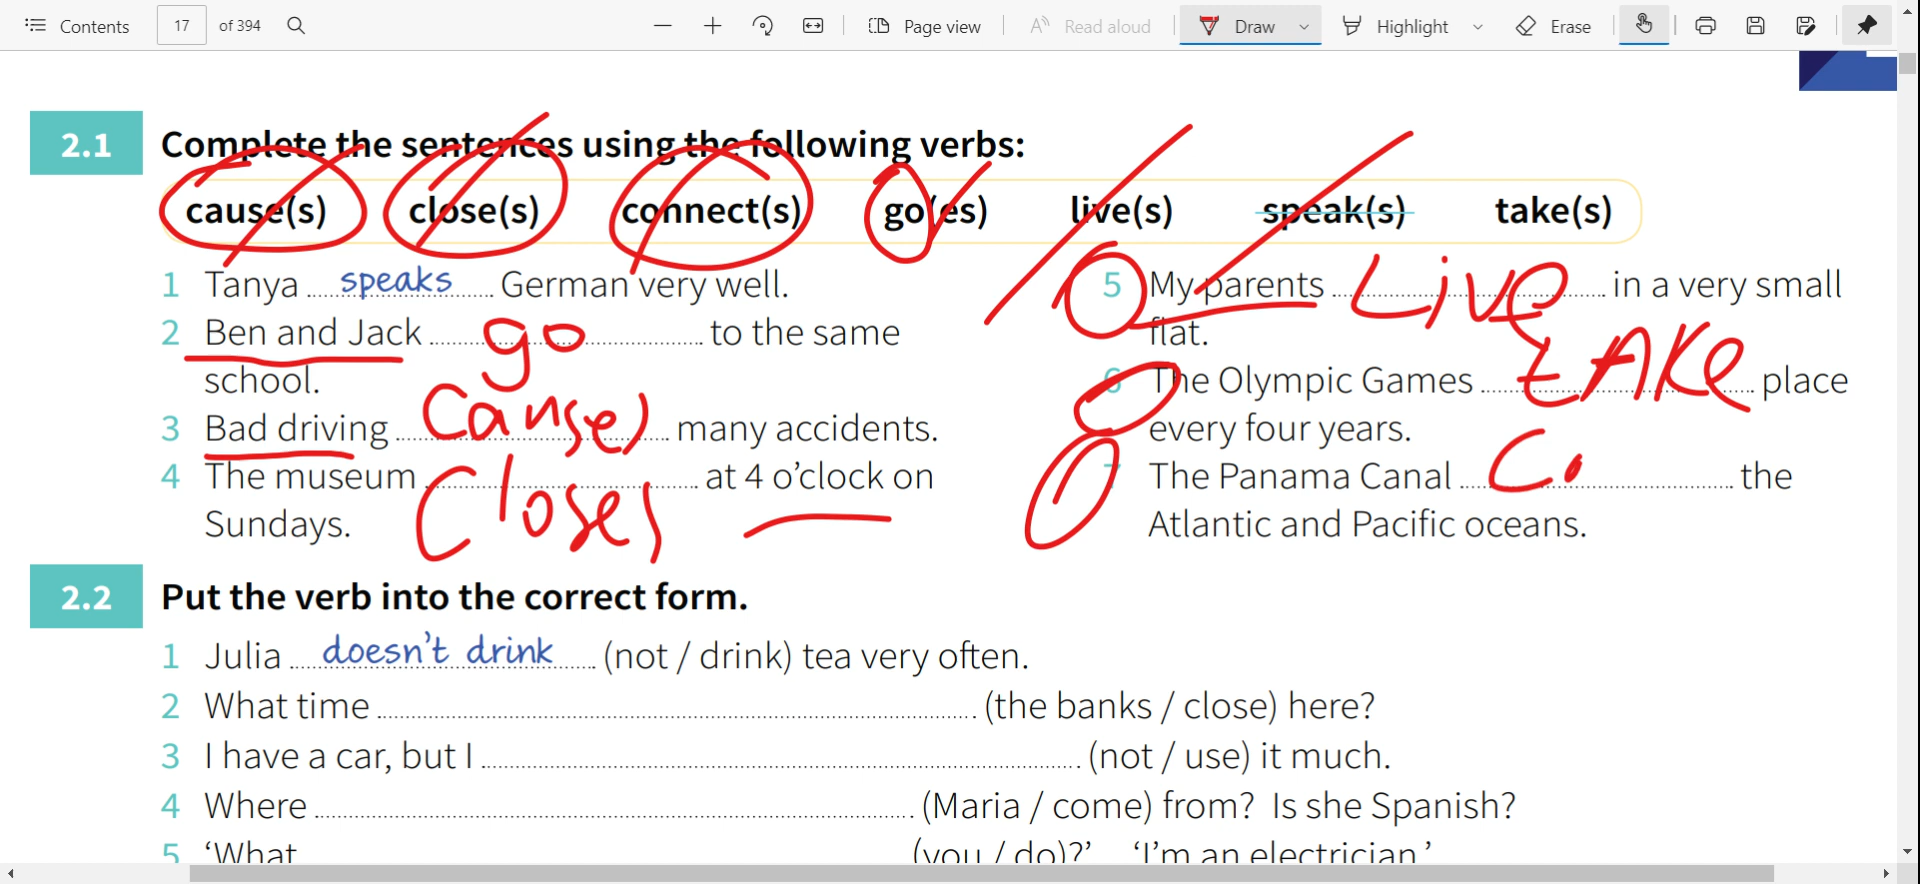 Contents 17 of 394 Page view Read aloud Draw Highlight Erase
2.1 Complete the sentences using the following verbs:
cause(s) close(s) connect(s) go(es) live(s) speak(s) take(s)
1 Tanya speaks German very well.
2 Ben and Jack go to the same
school.
3 Bad driving causes many accidents.
4 The museum closes at 4 o’clock on
Sundays.
5 My parents Live in a very small
flat.
6 The Olympic Games tAKe place
every four years.
7 The Panama Canal Co the
Atlantic and Pacific oceans.
2.2 Put the verb into the correct form.
1 Julia doesn’t drink (not / drink) tea very often.
2 What time (the banks / close) here?
3 I have a car, but I (not / use) it much.
4 Where (Maria / come) from? Is she Spanish?
5 ‘What (you / do)?’ ‘I’m an electrician.’